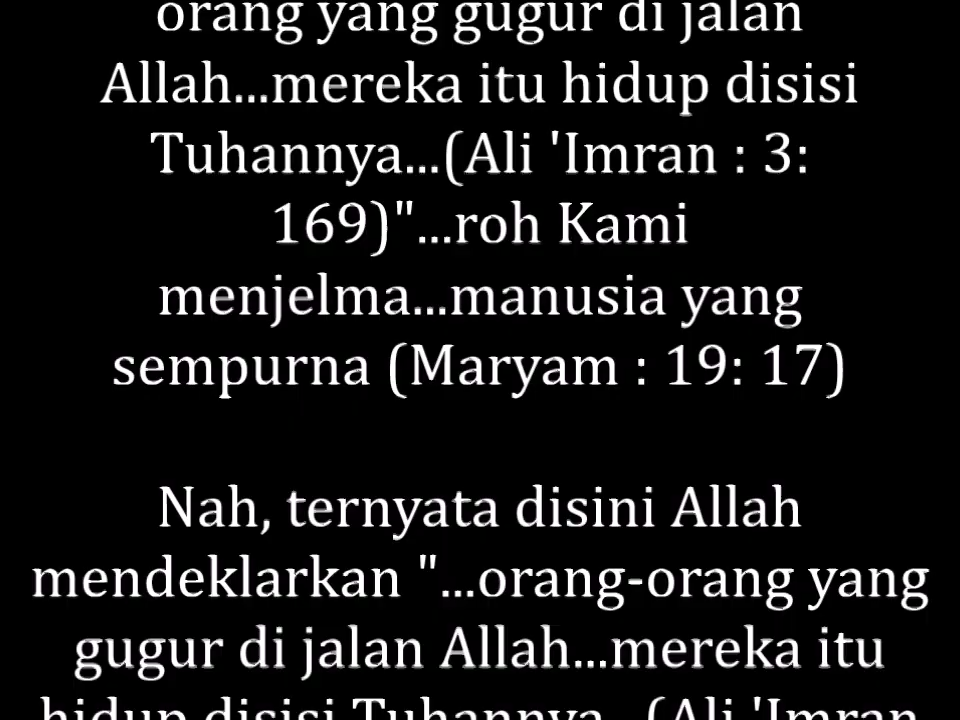 orang yang gugur di jalan
Allah...mereka itu hidup disisi
Tuhannya...(Ali 'Imran : 3:
169)"...roh Kami
menjelma...manusia yang
sempurna (Maryam : 19: 17)
Nah, ternyata disini Allah
mendeklarkan "...orang-orang yang
gugur di jalan Allah...mereka itu
hidup disisi Tuhannya...(Ali 'Imran